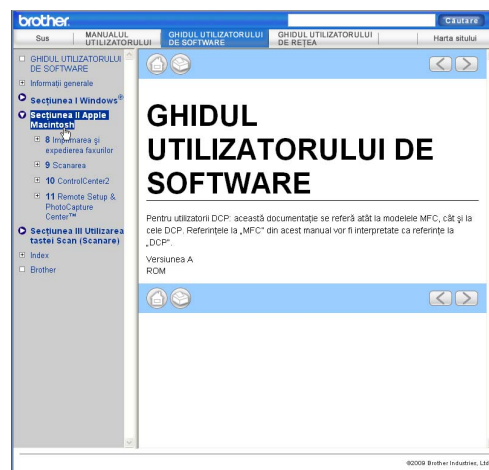 brother.
Căutare
Sus
MANUALUL
UTILIZATORULUI
GHIDUL UTILIZATORULUI
DE SOFTWARE
GHIDUL UTILIZATORULUI
DE REȚEA
Harta sitului
GHIDUL UTILIZATORULUI
DE SOFTWARE
Informații generale
Secțiunea I Windows®
Secțiunea II Apple
Macintosh
8 Imprimarea și
expedierea faxurilor
9 Scanarea
10 ControlCenter2
11 Remote Setup &
PhotoCapture
Center™
Secțiunea III Utilizarea
tastei Scan (Scanare)
Index
Brother
GHIDUL
UTILIZATORULUI DE
SOFTWARE
Pentru utilizatorii DCP: această documentație se referă atât la modelele MFC, cât și la
cele DCP. Referințele la „MFC” din acest manual vor fi interpretate ca referințe la
„DCP”.
Versiunea A
ROM
©2009 Brother Industries, Ltd